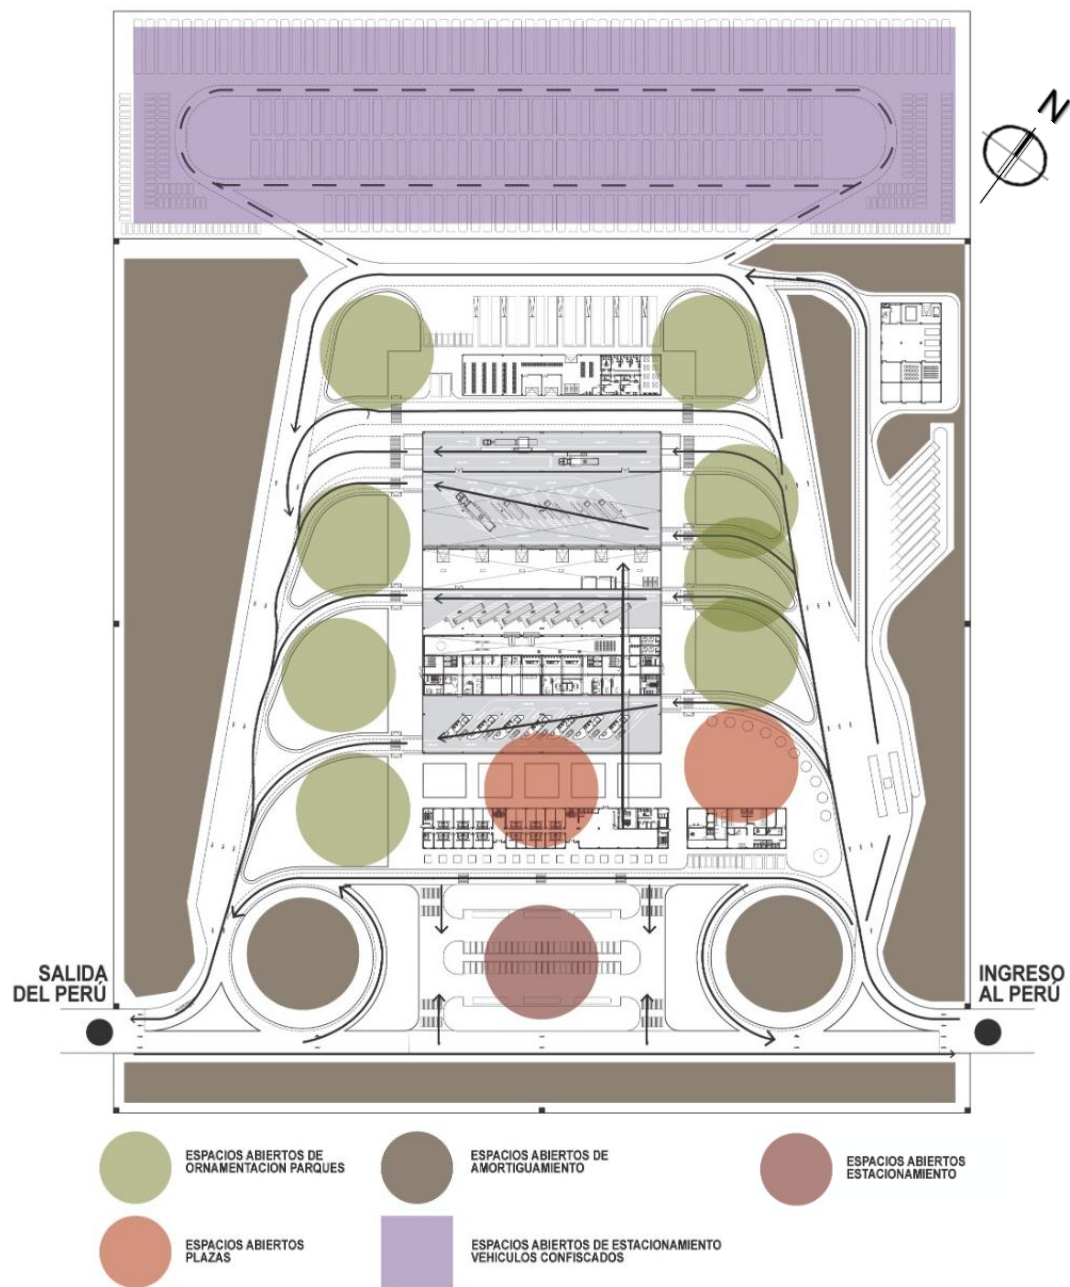 N
SALIDA
DEL PERÚ
INGRESO
AL PERÚ
ESPACIOS ABIERTOS DE
ORNAMENTACION PARQUES
ESPACIOS ABIERTOS DE
AMORTIGUAMIENTO
ESPACIOS ABIERTOS
ESTACIONAMIENTO
ESPACIOS ABIERTOS
PLAZAS
ESPACIOS ABIERTOS DE ESTACIONAMIENTO
VEHICULOS CONFISCADOS